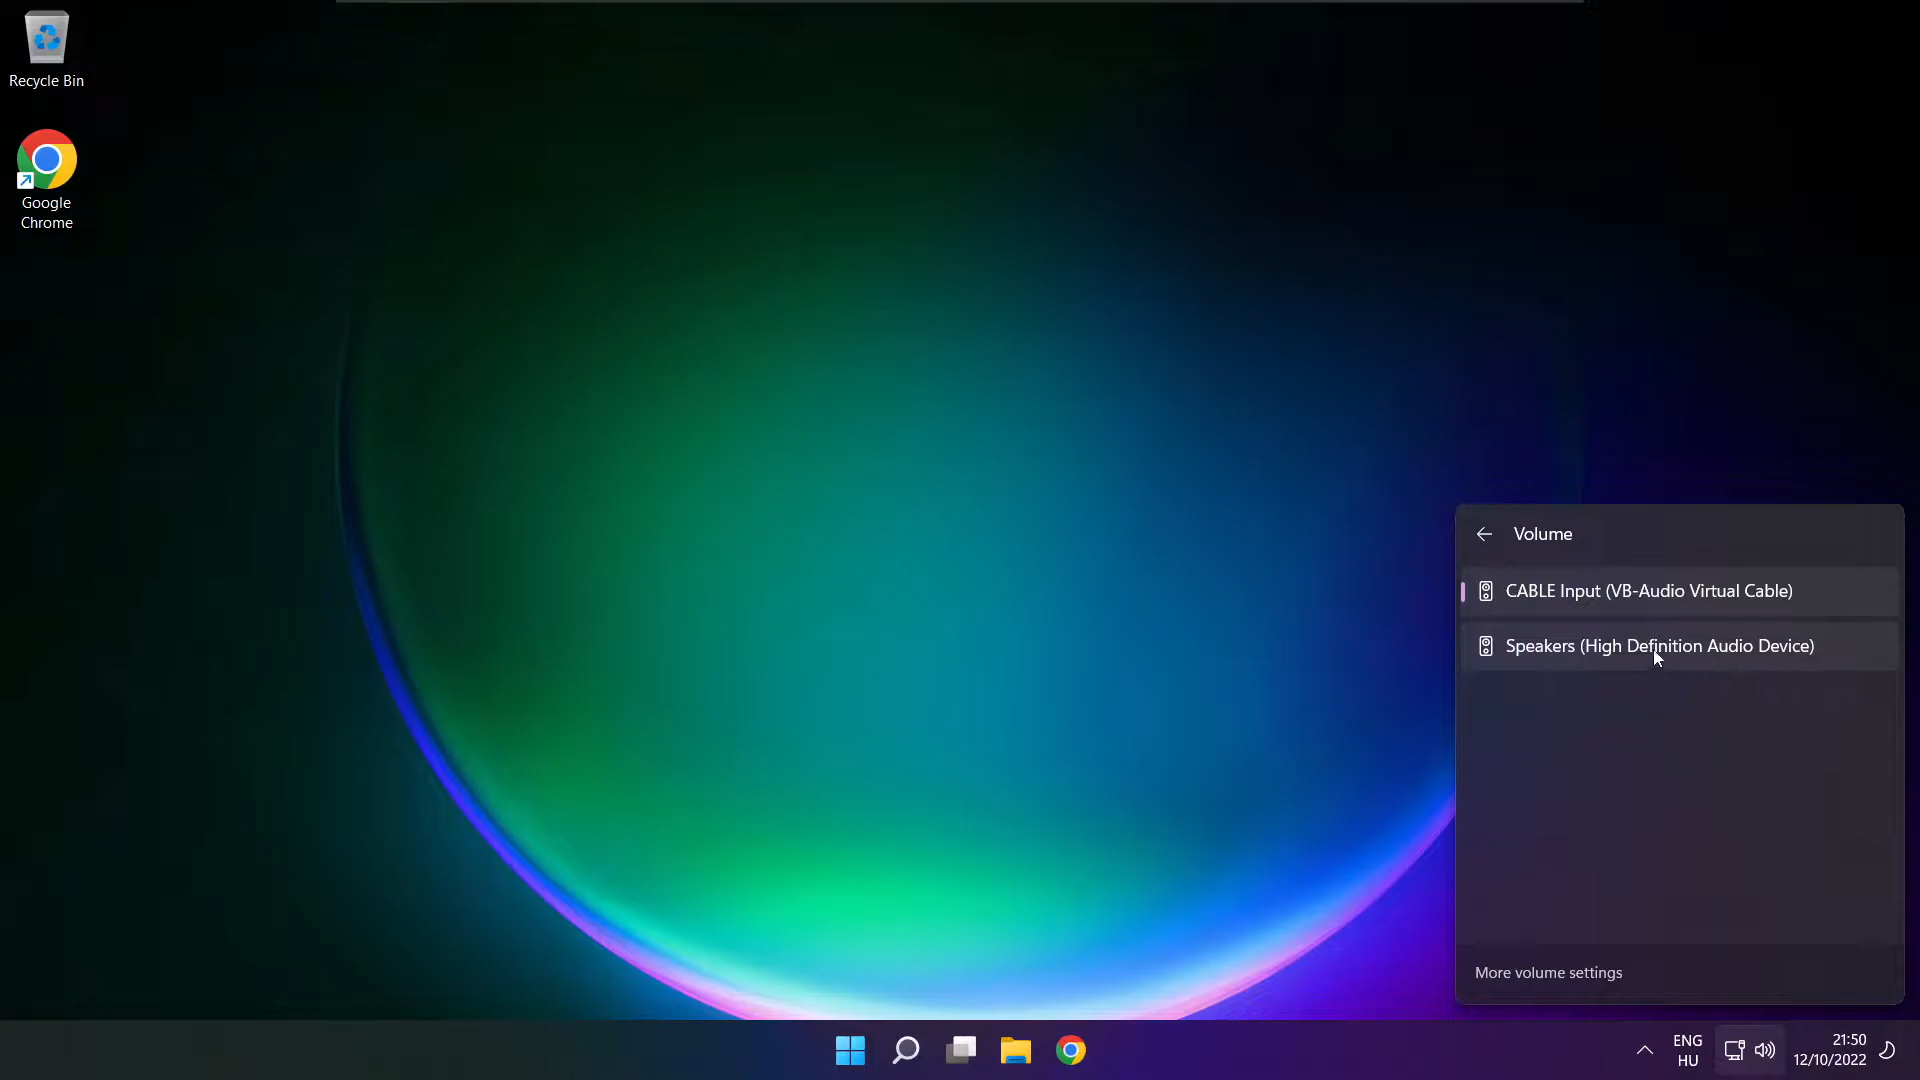 Recycle Bin
Google
Chrome
Volume
CABLE Input (VB-Audio Virtual Cable)
Speakers (High Definition Audio Device)
More volume settings
ENG
HU
21:50
12/10/2022